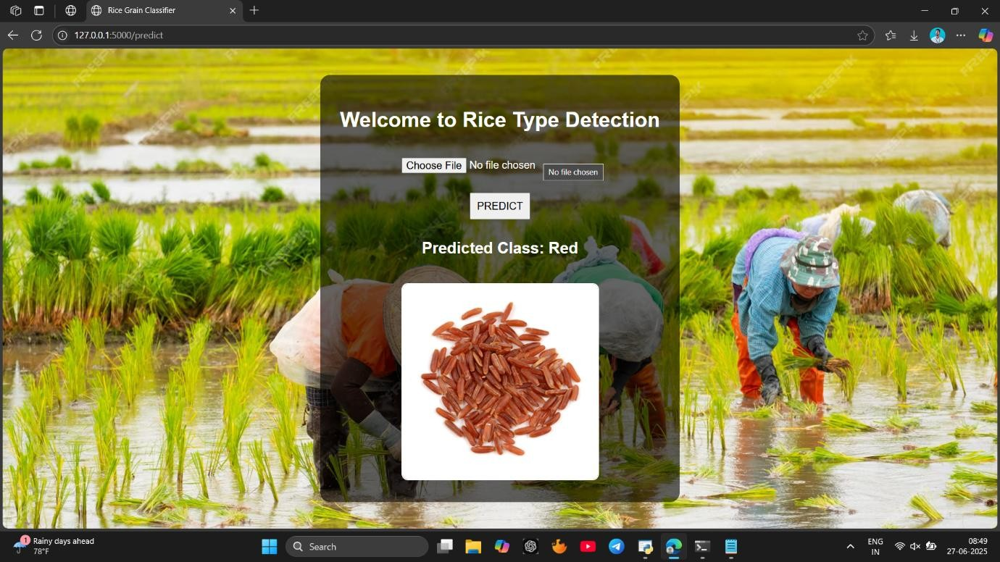 Rice Grain Classifier
127.0.0.1:5000/predict
Welcome to Rice Type Detection
Choose File No file chosen
No file chosen
PREDICT
Predicted Class: Red
FREEPIK
1
Rainy days ahead
78°F
Search
ENG
IN
08:49
27-06-2025